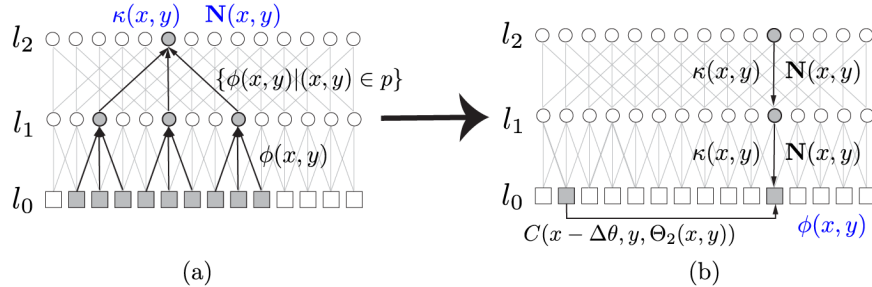 κ(x, y) N(x, y)
l₂
{ϕ(x, y)|(x, y) ∈ p}
l₁
ϕ(x, y)
l₀
(a)
l₂
κ(x, y) N(x, y)
l₁
κ(x, y) N(x, y)
l₀
C(x − Δθ, y, Θ₂(x, y)) ϕ(x, y)
(b)